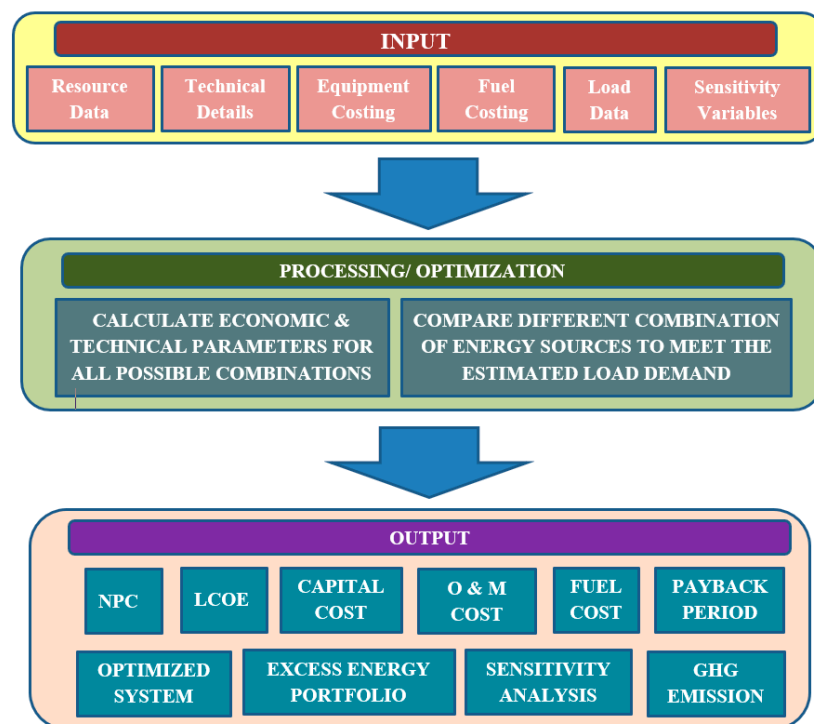 INPUT
Resource
Data
Technical
Details
Equipment
Costing
Fuel
Costing
Load
Data
Sensitivity
Variables
PROCESSING/ OPTIMIZATION
CALCULATE ECONOMIC &
TECHNICAL PARAMETERS FOR
ALL POSSIBLE COMBINATIONS
COMPARE DIFFERENT COMBINATION
OF ENERGY SOURCES TO MEET THE
ESTIMATED LOAD DEMAND
OUTPUT
NPC
LCOE
CAPITAL
COST
O & M
COST
FUEL
COST
PAYBACK
PERIOD
OPTIMIZED
SYSTEM
EXCESS ENERGY
PORTFOLIO
SENSITIVITY
ANALYSIS
GHG
EMISSION